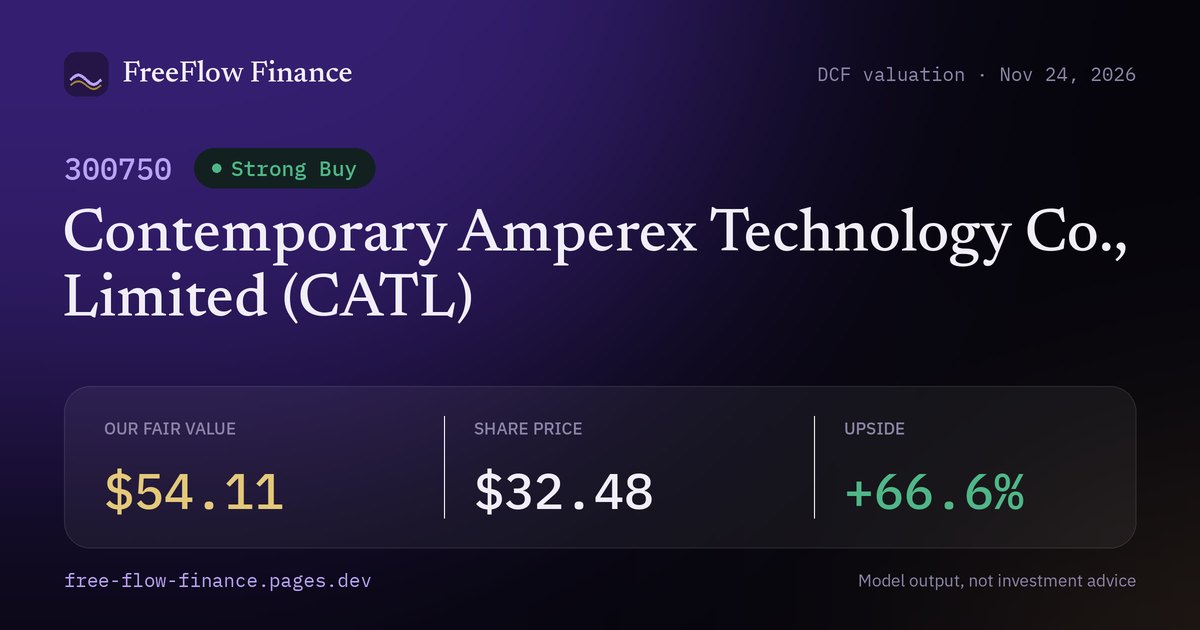 FreeFlow Finance
DCF valuation · Nov 24, 2026
300750
Strong Buy
Contemporary Amperex Technology Co.,
Limited (CATL)
OUR FAIR VALUE
$54.11
SHARE PRICE
$32.48
UPSIDE
+66.6%
free-flow-finance.pages.dev
Model output, not investment advice